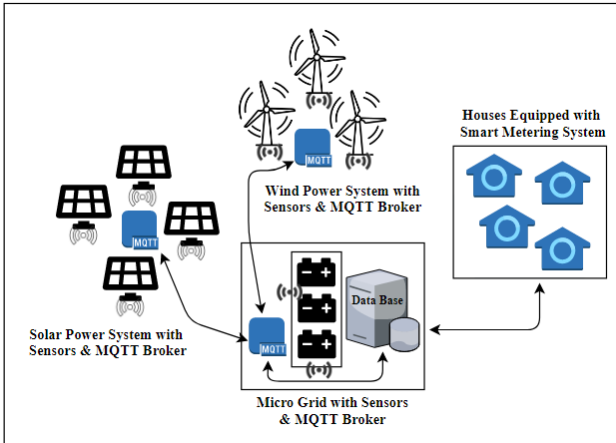 Houses Equipped with
Smart Metering System
MQTT
Wind Power System with
Sensors & MQTT Broker
MQTT
Solar Power System with
Sensors & MQTT Broker
Data Base
MQTT
Micro Grid with Sensors
& MQTT Broker